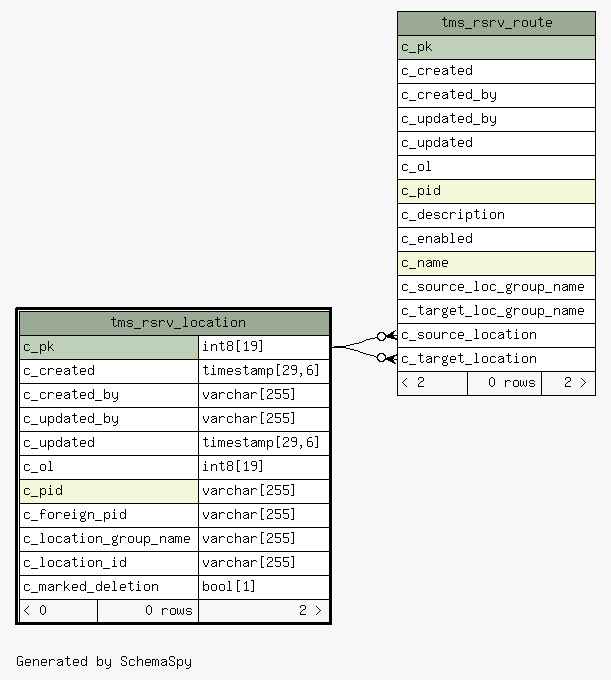 tms_rsrv_route
c_pk
c_created
c_created_by
c_updated_by
c_updated
c_ol
c_pid
c_description
c_enabled
c_name
c_source_loc_group_name
c_target_loc_group_name
c_source_location
c_target_location
< 2 0 rows 2 >
tms_rsrv_location
c_pk int8[19]
c_created timestamp[29,6]
c_created_by varchar[255]
c_updated_by varchar[255]
c_updated timestamp[29,6]
c_ol int8[19]
c_pid varchar[255]
c_foreign_pid varchar[255]
c_location_group_name varchar[255]
c_location_id varchar[255]
c_marked_deletion bool[1]
< 0 0 rows 2 >
Generated by SchemaSpy